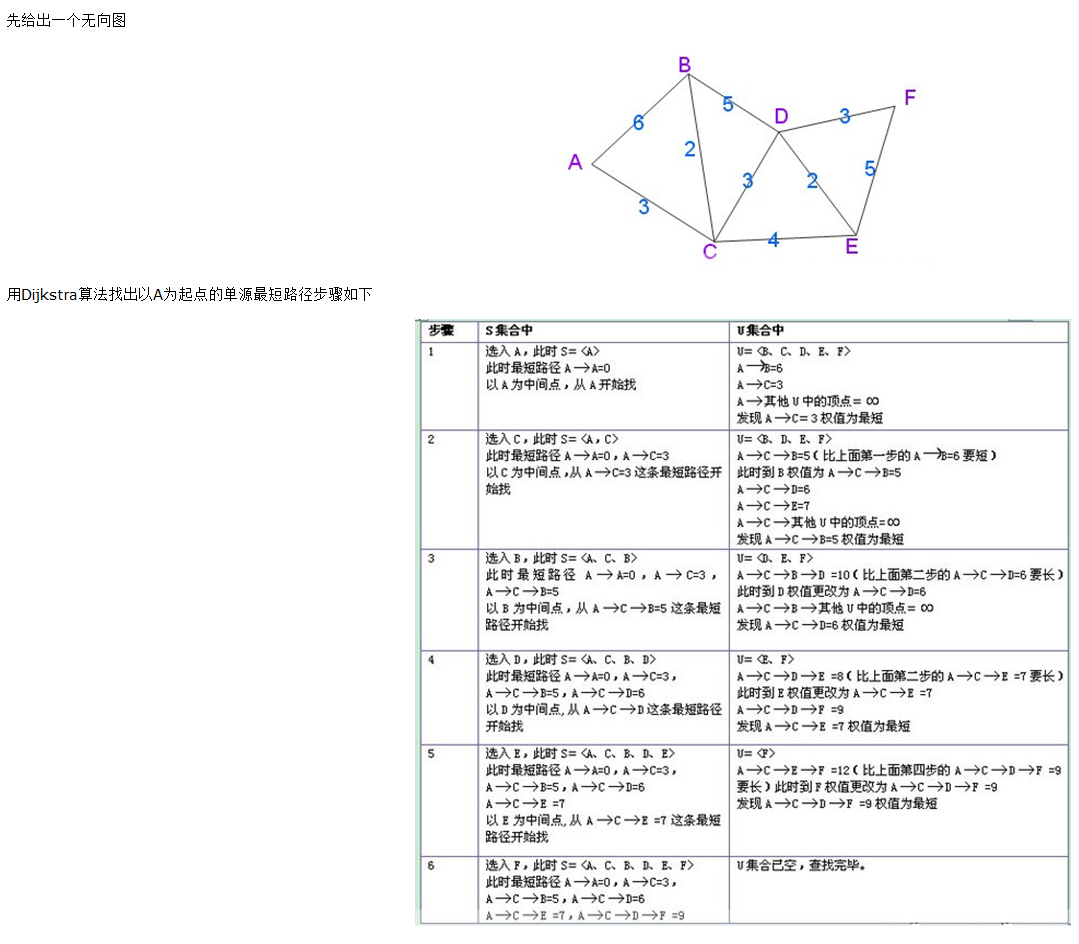 先给出一个无向图
B
F
5
D
3
6
2
A
5
3
2
3
4
C
E
用Dijkstra算法找出以A为起点的单源最短路径步骤如下
步骤 S集合中 U集合中
1
选入A，此时S=〈A〉
此时最短路径A→A=0
以A为中间点，从A开始找
U=〈B、C、D、E、F〉
A→B=6
A→C=3
A→其他U中的顶点=∞
发现A→C=3权值为最短
2
选入C，此时S=〈A，C〉
此时最短路径A→A=0，A→C=3
以C为中间点，从A→C=3这条最短路径开
始找
U=〈B、D、E、F〉
A→C→B=5(比上面第一步的A→B=6要短)
此时到B权值为A→C→B=5
A→C→D=6
A→C→E=7
A→C→其他U中的顶点=∞
发现A→C→B=5权值为最短
3
选入B，此时S=〈A、C、B〉
此时最短路径 A→A=0，A→C=3，
A→C→B=5
以B为中间点，从A→C→B=5这条最短
路径开始找
U=〈D、E、F〉
A→C→B→D=10(比上面第二步的A→C→D=6要长)
此时到D权值更改为A→C→D=6
A→C→B→其他U中的顶点=∞
发现A→C→D=6权值为最短
4
选入D，此时S=〈A、C、B、D〉
此时最短路径A→A=0，A→C=3，
A→C→B=5，A→C→D=6
以D为中间点,从A→C→D这条最短路径
开始找
U=〈E、F〉
A→C→D→E=8(比上面第二步的A→C→E=7要长)
此时到E权值更改为A→C→E=7
A→C→D→F=9
发现A→C→E=7权值为最短
5
选入E，此时S=〈A、C、B、D、E〉
此时最短路径A→A=0，A→C=3，
A→C→B=5，A→C→D=6
A→C→E=7
以E为中间点,从A→C→E=7这条最短
路径开始找
U=〈F〉
A→C→E→F=12(比上面第四步的A→C→D→F=9
要长)此时到F权值更改为A→C→D→F=9
发现A→C→D→F=9权值为最短
6
选入F，此时S=〈A、C、B、D、E、F〉
此时最短路径A→A=0，A→C=3，
A→C→B=5，A→C→D=6
A→C→E=7，A→C→D→F=9
U集合已空，查找完毕。